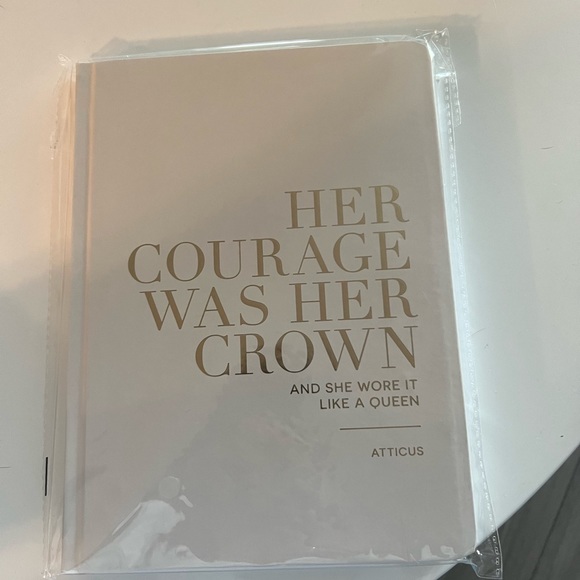 HER
COURAGE
WAS HER
CROWN
AND SHE WORE IT
LIKE A QUEEN
ATTICUS